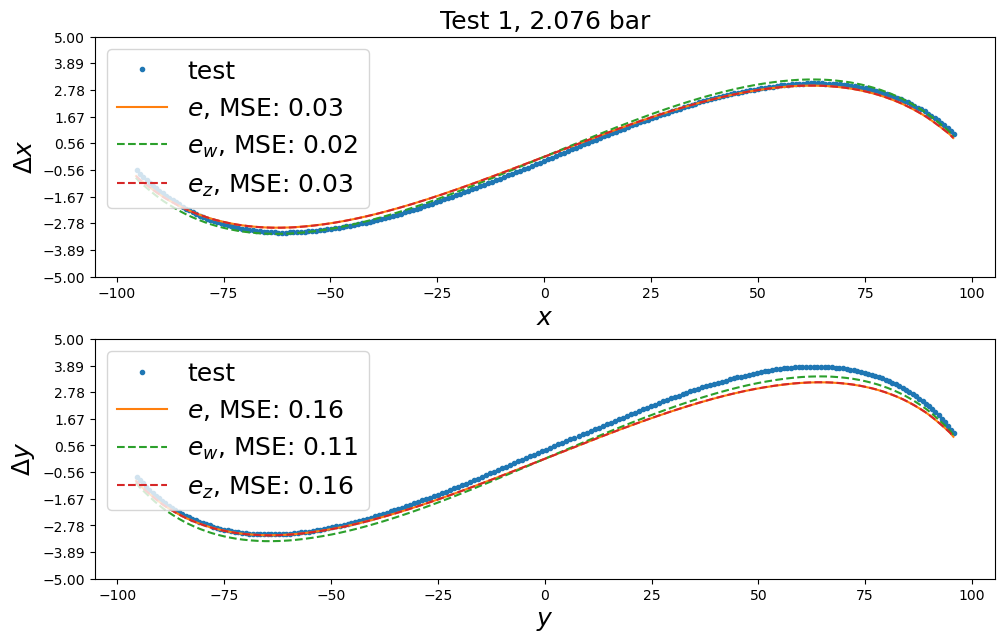 Test 1, 2.076 bar
5.00
3.89
2.78
1.67
0.56
−0.56
−1.67
−2.78
−3.89
−5.00
Δx
test
e, MSE: 0.03
e_w, MSE: 0.02
e_z, MSE: 0.03
−100 −75 −50 −25 0 25 50 75 100
x
5.00
3.89
2.78
1.67
0.56
−0.56
−1.67
−2.78
−3.89
−5.00
Δy
test
e, MSE: 0.16
e_w, MSE: 0.11
e_z, MSE: 0.16
−100 −75 −50 −25 0 25 50 75 100
y